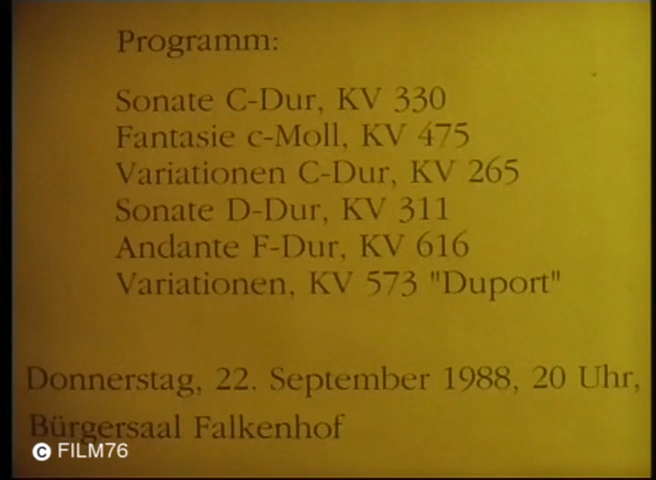 Programm:
Sonate C-Dur, KV 330
Fantasie c-Moll, KV 475
Variationen C-Dur, KV 265
Sonate D-Dur, KV 311
Andante F-Dur, KV 616
Variationen, KV 573 "Duport"
Donnerstag, 22. September 1988, 20 Uhr,
Bürgersaal Falkenhof
© FILM76